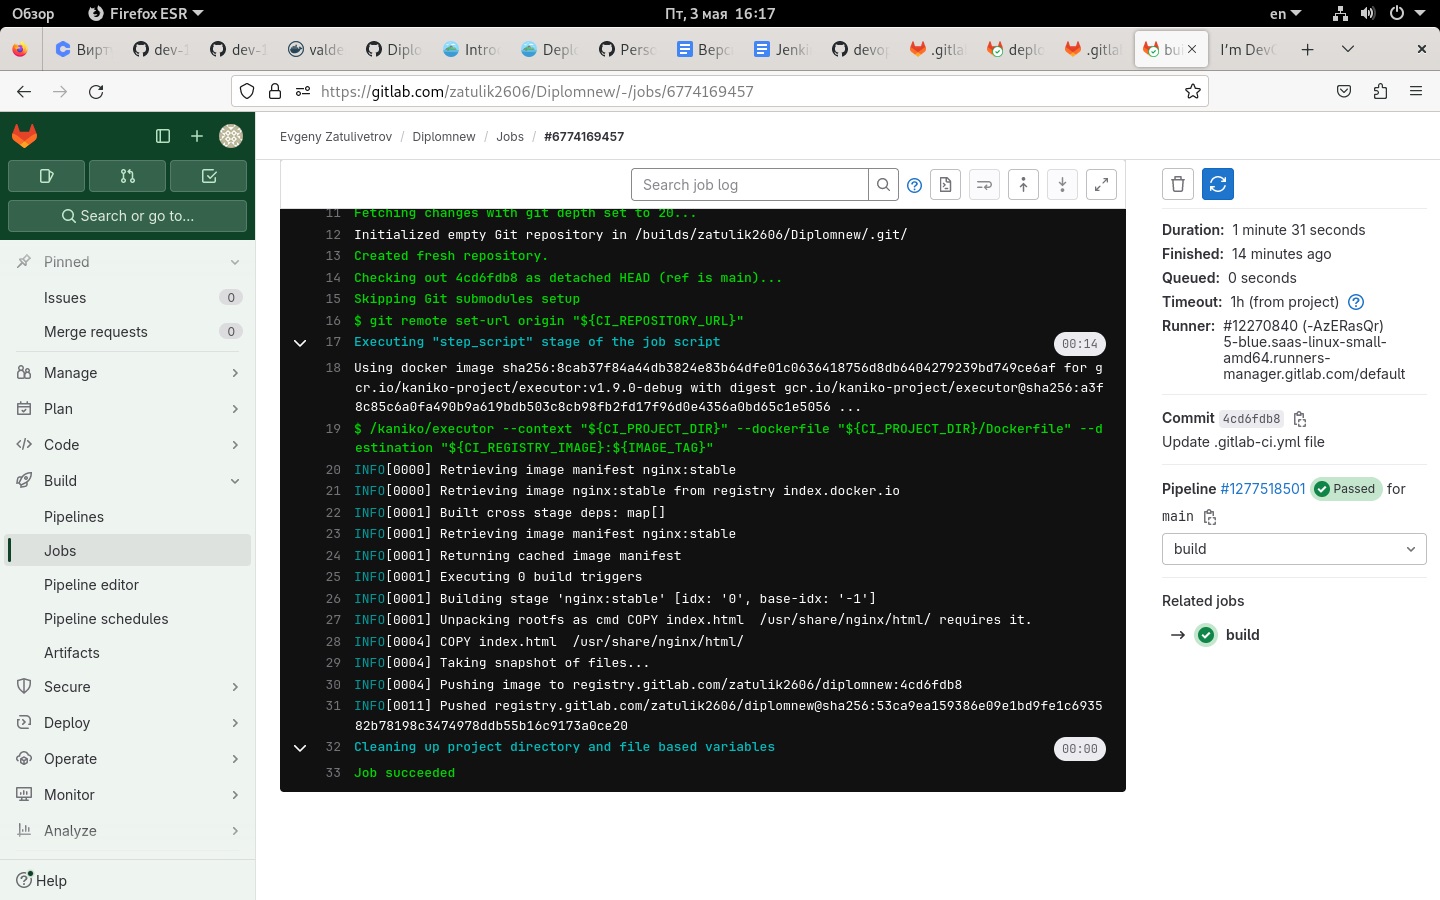 Обзор
Firefox ESR
Пт, 3 мая 16:17
en
Вирт
dev-1
dev-1
valde
Diplo
Intro
Deplo
Perso
Верс
Jenki
devop
.gitla
deplo
.gitla
bui
I'm DevO
https://gitlab.com/zatulik2606/Diplomnew/-/jobs/6774169457
Search or go to...
Pinned
Issues 0
Merge requests 0
Manage
Plan
Code
Build
Pipelines
Jobs
Pipeline editor
Pipeline schedules
Artifacts
Secure
Deploy
Operate
Monitor
Analyze
Help
Evgeny Zatulivetrov / Diplomnew / Jobs / #6774169457
Search job log
11 Fetching changes with git depth set to 20...
12 Initialized empty Git repository in /builds/zatulik2606/Diplomnew/.git/
13 Created fresh repository.
14 Checking out 4cd6fdb8 as detached HEAD (ref is main)...
15 Skipping Git submodules setup
16 $ git remote set-url origin "${CI_REPOSITORY_URL}"
17 Executing "step_script" stage of the job script 00:14
18 Using docker image sha256:8cab37f84a44db3824e83b64dfe01c0636418756d8db6404279239bd749ce6af for g
cr.io/kaniko-project/executor:v1.9.0-debug with digest gcr.io/kaniko-project/executor@sha256:a3f
8c85c6a0fa490b9a619bdb503c8cb98fb2fd17f96d0e4356a0bd65c1e5056 ...
19 $ /kaniko/executor --context "${CI_PROJECT_DIR}" --dockerfile "${CI_PROJECT_DIR}/Dockerfile" --d
estination "${CI_REGISTRY_IMAGE}:${IMAGE_TAG}"
20 INFO[0000] Retrieving image manifest nginx:stable
21 INFO[0000] Retrieving image nginx:stable from registry index.docker.io
22 INFO[0001] Built cross stage deps: map[]
23 INFO[0001] Retrieving image manifest nginx:stable
24 INFO[0001] Returning cached image manifest
25 INFO[0001] Executing 0 build triggers
26 INFO[0001] Building stage 'nginx:stable' [idx: '0', base-idx: '-1']
27 INFO[0001] Unpacking rootfs as cmd COPY index.html  /usr/share/nginx/html/ requires it.
28 INFO[0004] COPY index.html  /usr/share/nginx/html/
29 INFO[0004] Taking snapshot of files...
30 INFO[0004] Pushing image to registry.gitlab.com/zatulik2606/diplomnew:4cd6fdb8
31 INFO[0011] Pushed registry.gitlab.com/zatulik2606/diplomnew@sha256:53ca9ea159386e09e1bd9fe1c6935
82b78198c3474978ddb55b16c9173a0ce20
32 Cleaning up project directory and file based variables 00:00
33 Job succeeded
Duration: 1 minute 31 seconds
Finished: 14 minutes ago
Queued: 0 seconds
Timeout: 1h (from project)
Runner: #12270840 (-AzERasQr)
5-blue.saas-linux-small-
amd64.runners-
manager.gitlab.com/default
Commit 4cd6fdb8
Update .gitlab-ci.yml file
Pipeline #1277518501 Passed for
main
build
Related jobs
→ build